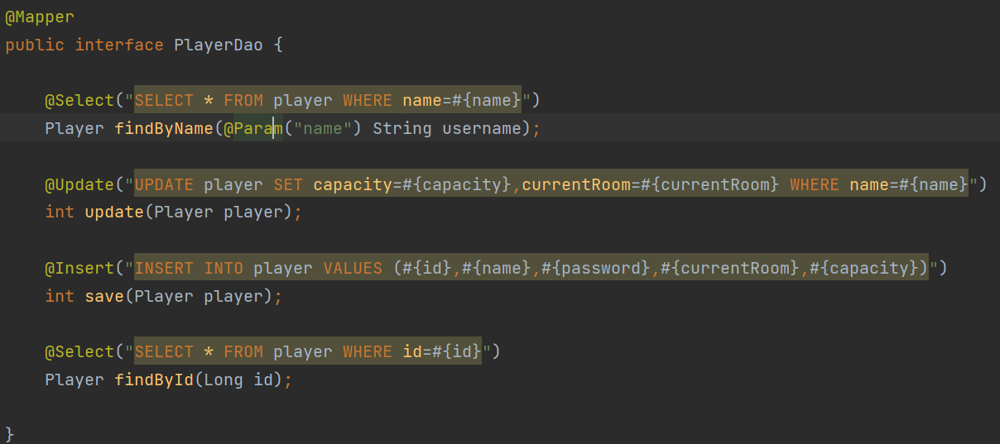 @Mapper
public interface PlayerDao {
@Select("SELECT * FROM player WHERE name=#{name}")
Player findByName(@Param("name") String username);
@Update("UPDATE player SET capacity=#{capacity},currentRoom=#{currentRoom} WHERE name=#{name}")
int update(Player player);
@Insert("INSERT INTO player VALUES (#{id},#{name},#{password},#{currentRoom},#{capacity})")
int save(Player player);
@Select("SELECT * FROM player WHERE id=#{id}")
Player findById(Long id);
}